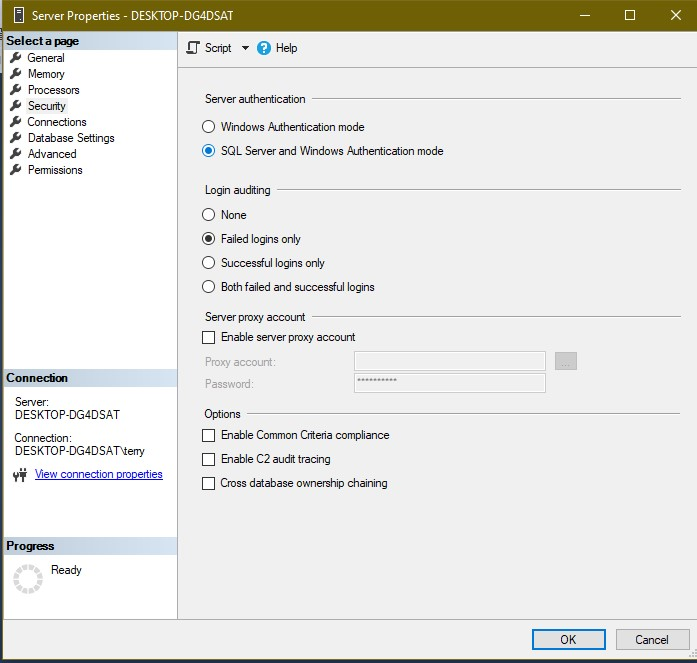 Server Properties - DESKTOP-DG4DSAT
Select a page
General
Memory
Processors
Security
Connections
Database Settings
Advanced
Permissions
Connection
Server:
DESKTOP-DG4DSAT
Connection:
DESKTOP-DG4DSAT\terry
View connection properties
Progress
Ready
Script
Help
Server authentication
Windows Authentication mode
SQL Server and Windows Authentication mode
Login auditing
None
Failed logins only
Successful logins only
Both failed and successful logins
Server proxy account
Enable server proxy account
Proxy account:
...
Password:
**********
Options
Enable Common Criteria compliance
Enable C2 audit tracing
Cross database ownership chaining
OK
Cancel